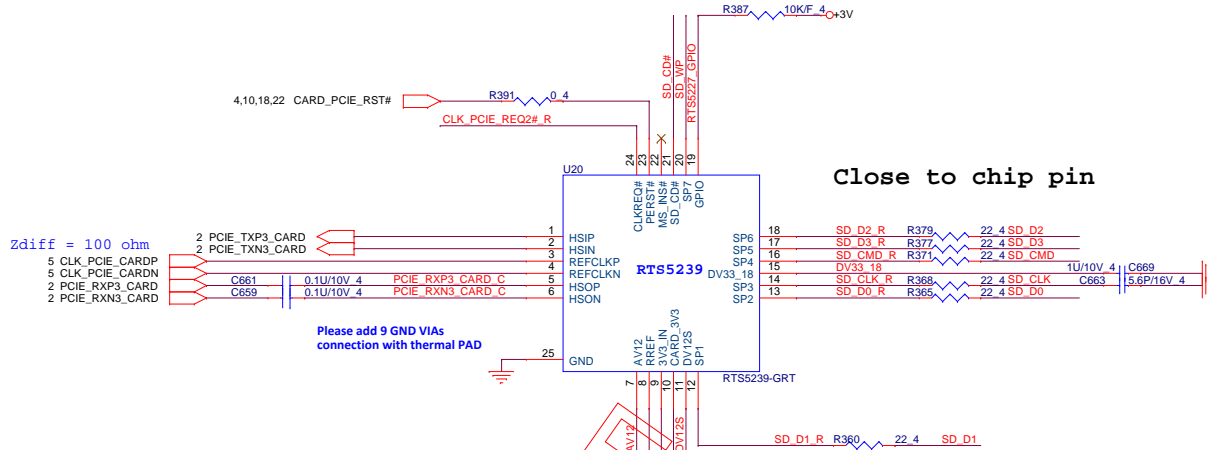 R387 10K/F_4 +3V
SD_CD#
SD_WP
RTS5227_GPIO
4,10,18,22 CARD_PCIE_RST# R391 0_4
CLK_PCIE_REQ2#_R
24 23 22 21 20 19
U20
CLKREQ#
PERST#
MS_INS#
SD_CD#
SP7
GPIO
Close to chip pin
Zdiff = 100 ohm
2 PCIE_TXP3_CARD 1 HSIP
2 PCIE_TXN3_CARD 2 HSIN
5 CLK_PCIE_CARDP 3 REFCLKP
5 CLK_PCIE_CARDN 4 REFCLKN
2 PCIE_RXP3_CARD C661 0.1U/10V_4 PCIE_RXP3_CARD_C 5 HSOP
2 PCIE_RXN3_CARD C659 0.1U/10V_4 PCIE_RXN3_CARD_C 6 HSON
RTS5239
SP6 18 SD_D2_R R379 22_4 SD_D2
SP5 17 SD_D3_R R377 22_4 SD_D3
SP4 16 SD_CMD_R R371 22_4 SD_CMD
DV33_18 15 DV33_18 1U/10V_4 C669
SP3 14 SD_CLK_R R368 22_4 SD_CLK C663 5.6P/16V_4
SP2 13 SD_D0_R R365 22_4 SD_D0
Please add 9 GND VIAs
connection with thermal PAD
25 GND
AV12
RREF
3V3_IN
CARD_3V3
DV12S
SP1
RTS5239-GRT
7 8 9 10 11 12
AV12
DV12S
SD_D1_R R360 22_4 SD_D1